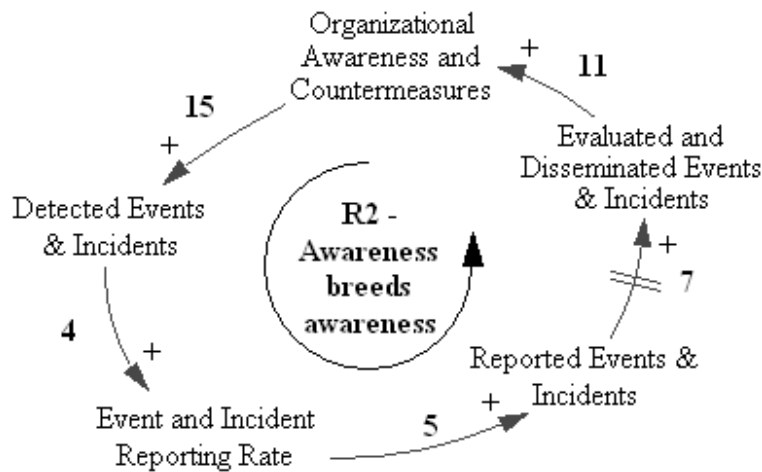 Organizational
Awareness and
Countermeasures
+
11
15
+
Evaluated and
Disseminated Events
& Incidents
Detected Events
& Incidents
R2 -
Awareness
breeds
awareness
+
7
4
+
Reported Events &
Incidents
+
5
Event and Incident
Reporting Rate